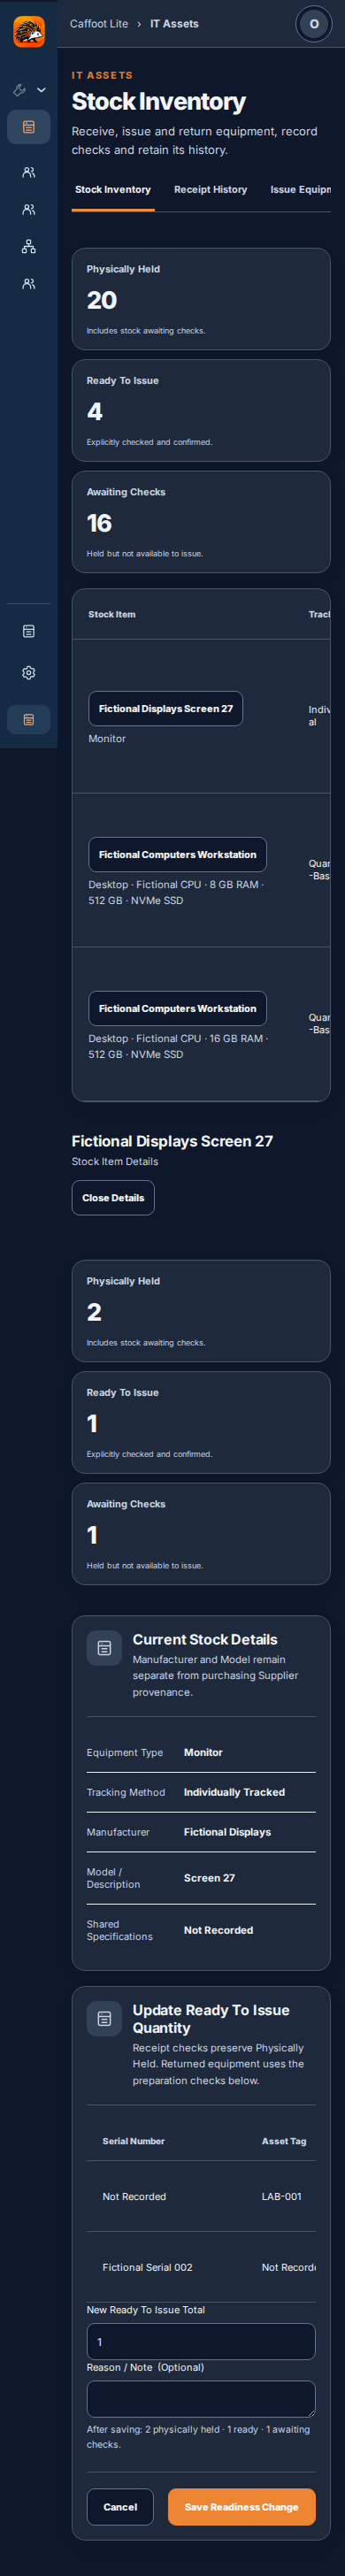 Caffoot Lite › IT Assets
O
IT ASSETS
Stock Inventory
Receive, issue and return equipment, record
checks and retain its history.
Stock Inventory Receipt History Issue Equipm
Physically Held
20
Includes stock awaiting checks.
Ready To Issue
4
Explicitly checked and confirmed.
Awaiting Checks
16
Held but not available to issue.
Stock Item Track
Fictional Displays Screen 27
Monitor
Indiv
al
Fictional Computers Workstation
Desktop · Fictional CPU · 8 GB RAM ·
512 GB · NVMe SSD
Quan
-Bas
Fictional Computers Workstation
Desktop · Fictional CPU · 16 GB RAM ·
512 GB · NVMe SSD
Quan
-Bas
Fictional Displays Screen 27
Stock Item Details
Close Details
Physically Held
2
Includes stock awaiting checks.
Ready To Issue
1
Explicitly checked and confirmed.
Awaiting Checks
1
Held but not available to issue.
Current Stock Details
Manufacturer and Model remain
separate from purchasing Supplier
provenance.
Equipment Type Monitor
Tracking Method Individually Tracked
Manufacturer Fictional Displays
Model /
Description
Screen 27
Shared
Specifications
Not Recorded
Update Ready To Issue
Quantity
Receipt checks preserve Physically
Held. Returned equipment uses the
preparation checks below.
Serial Number Asset Tag
Not Recorded LAB-001
Fictional Serial 002 Not Recorde
New Ready To Issue Total
1
Reason / Note (Optional)
After saving: 2 physically held · 1 ready · 1 awaiting
checks.
Cancel Save Readiness Change